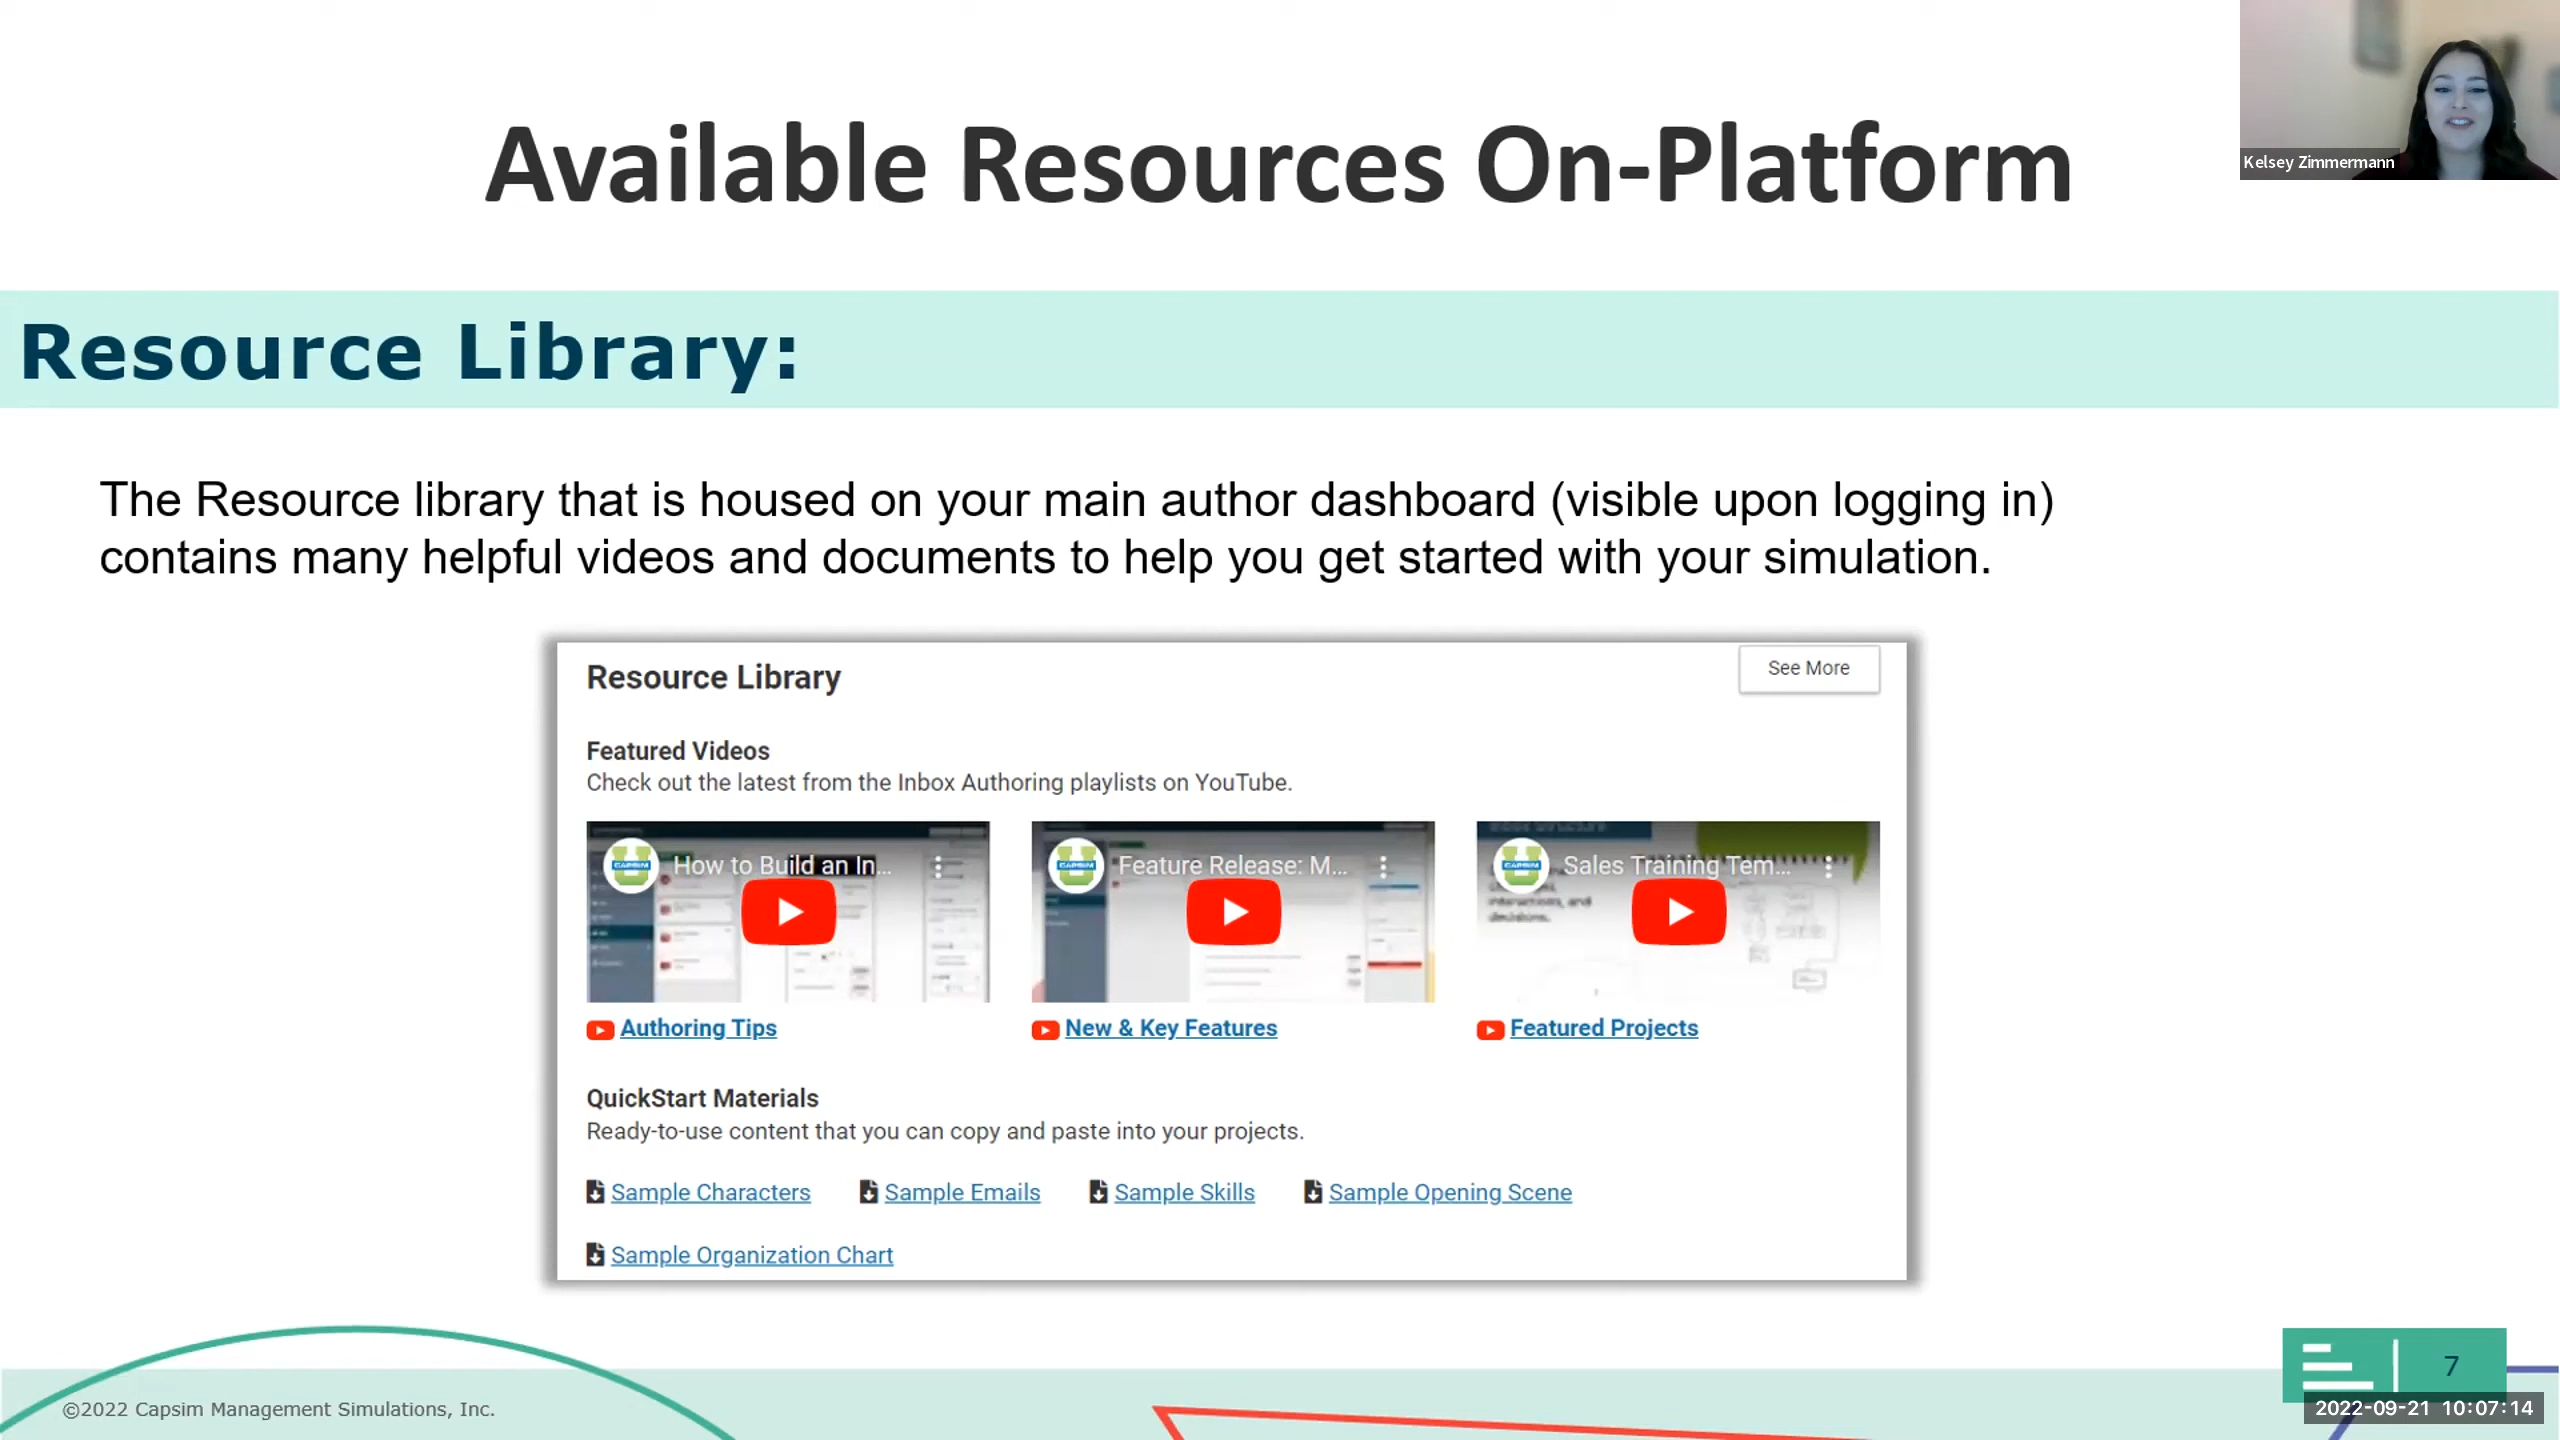 Available Resources On-Platform
Kelsey Zimmermann
Resource Library:
The Resource library that is housed on your main author dashboard (visible upon logging in)
contains many helpful videos and documents to help you get started with your simulation.
Resource Library
See More
Featured Videos
Check out the latest from the Inbox Authoring playlists on YouTube.
How to Build an In...
Feature Release: M...
Sales Training Tem...
interactions, and
decisions.
Authoring Tips
New & Key Features
Featured Projects
QuickStart Materials
Ready-to-use content that you can copy and paste into your projects.
Sample Characters
Sample Emails
Sample Skills
Sample Opening Scene
Sample Organization Chart
7
©2022 Capsim Management Simulations, Inc.
2022-09-21 10:07:14